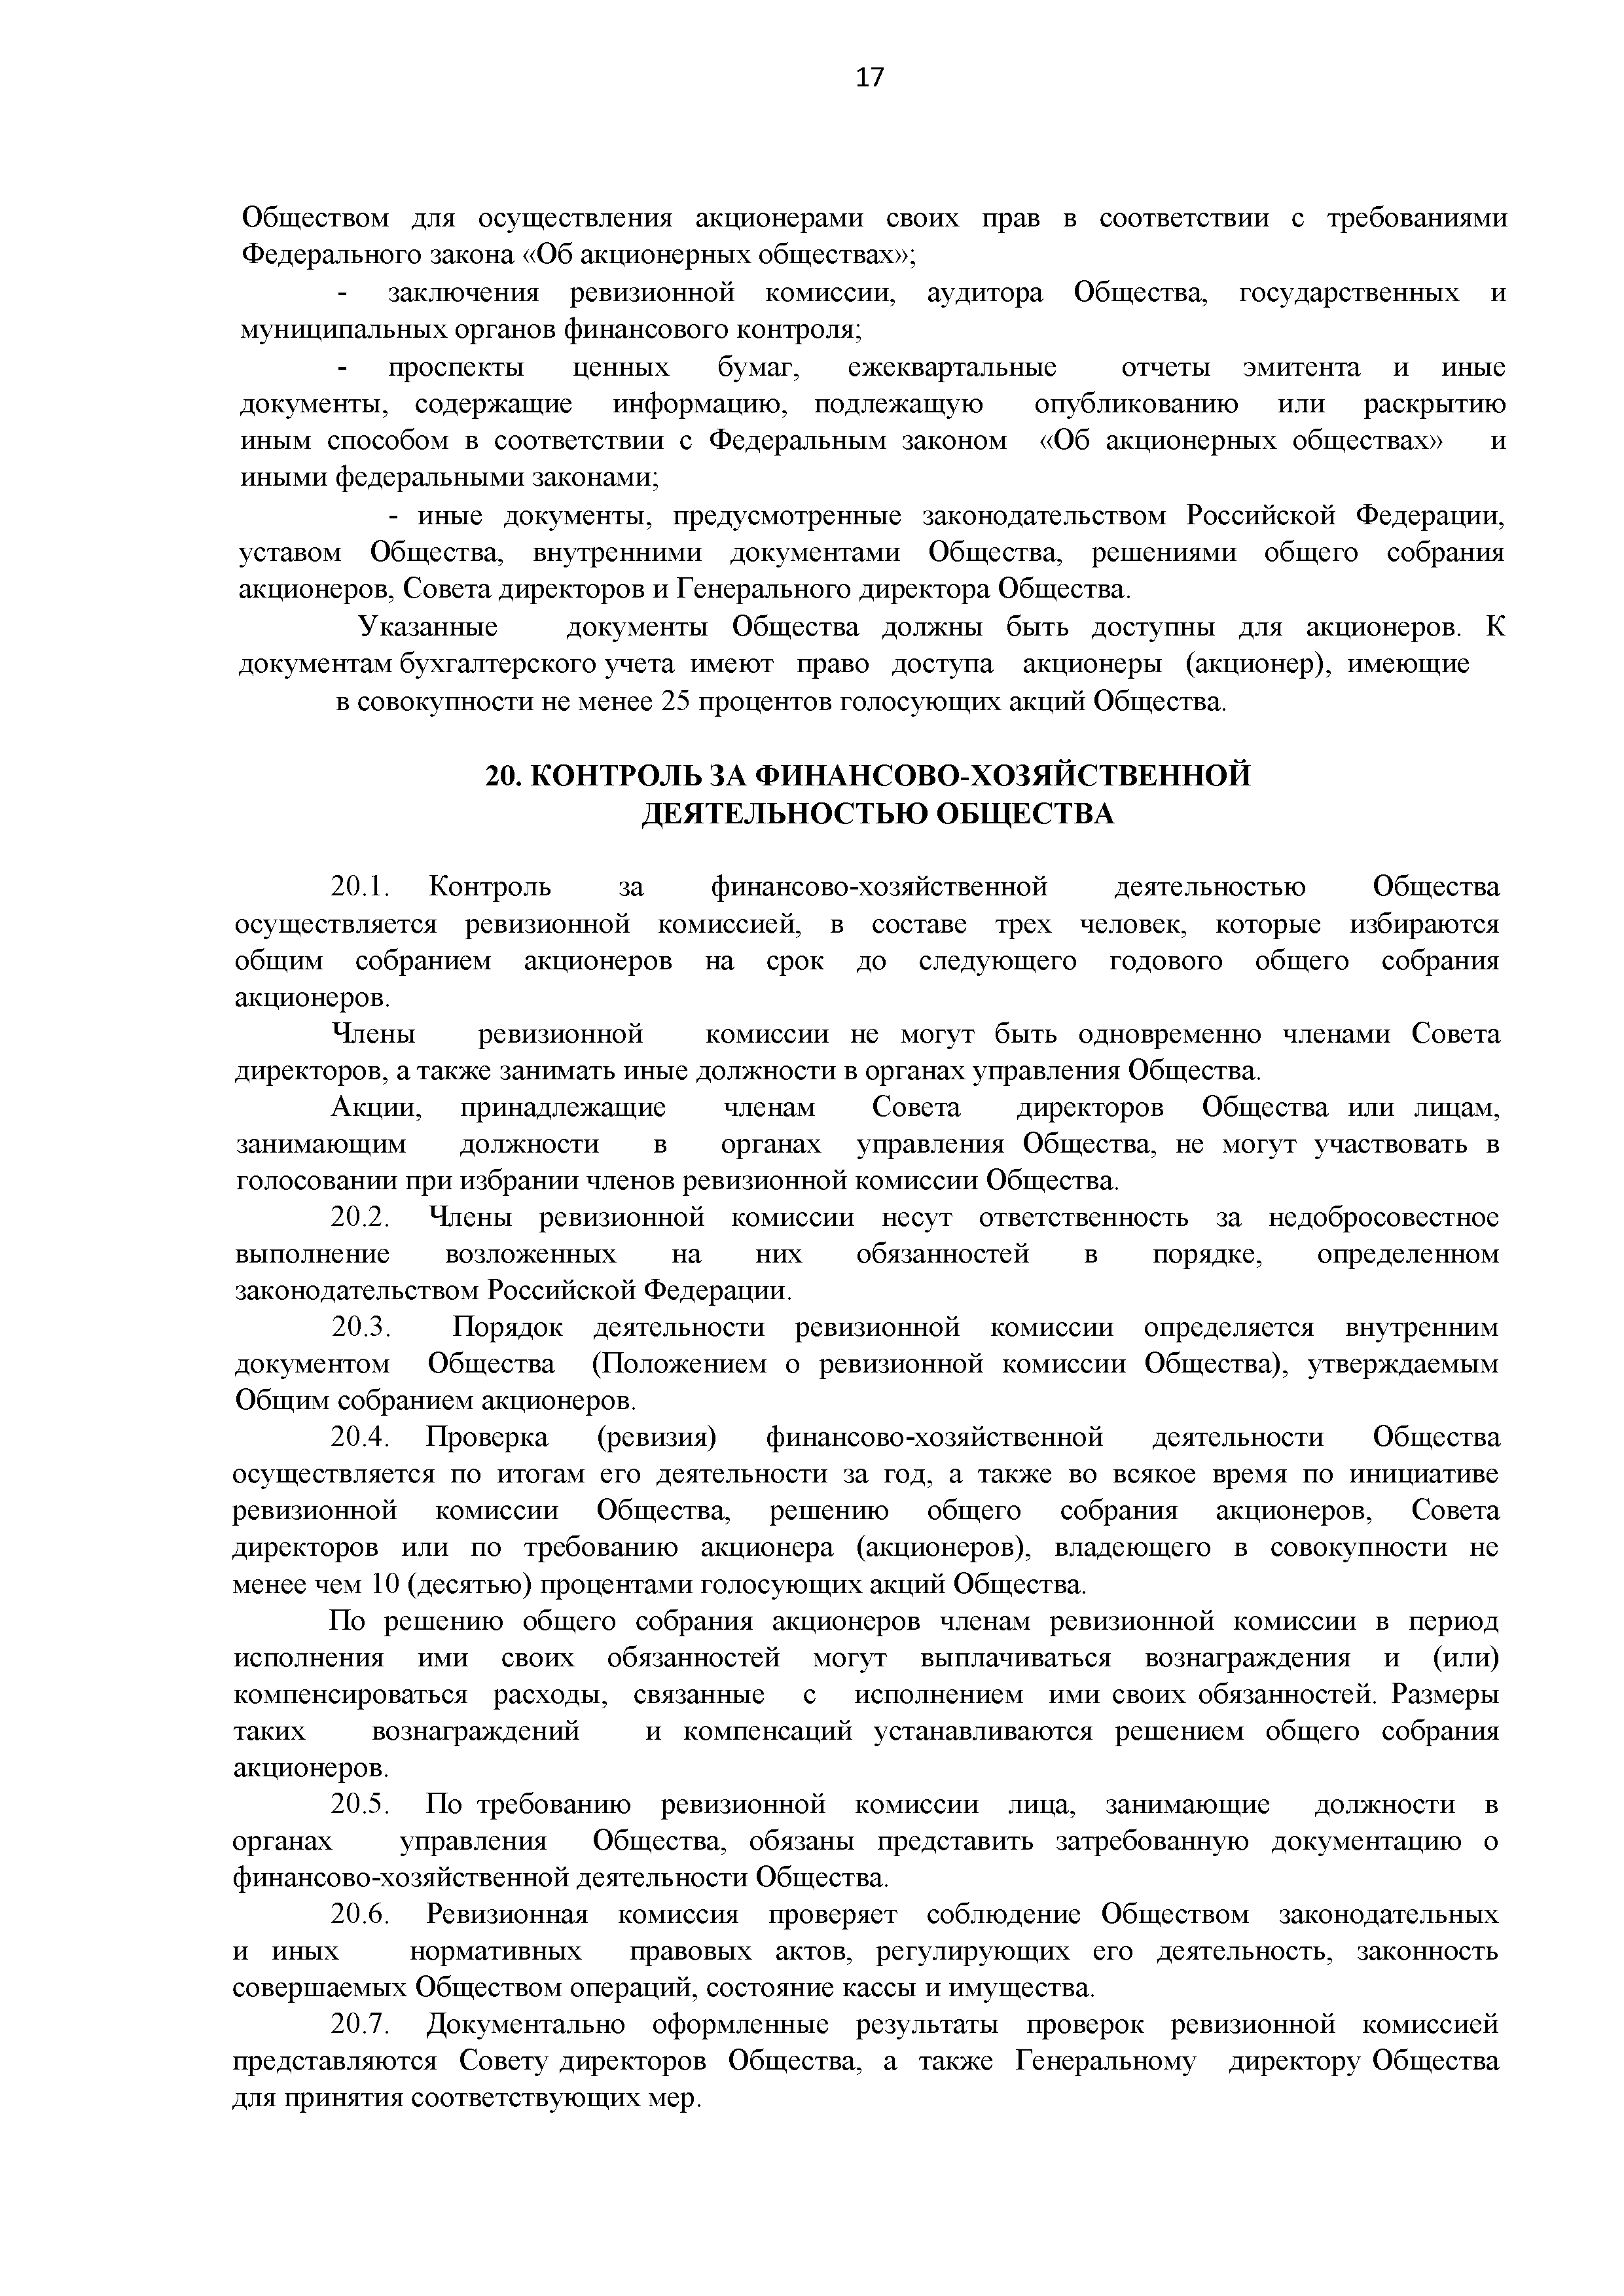 17
Обществом для осуществления акционерами своих прав в соответствии с требованиями
Федерального закона «Об акционерных обществах»;
- заключения ревизионной комиссии, аудитора Общества, государственных и
муниципальных органов финансового контроля;
- проспекты ценных бумаг, ежеквартальные отчеты эмитента и иные
документы, содержащие информацию, подлежащую опубликованию или раскрытию
иным способом в соответствии с Федеральным законом «Об акционерных обществах» и
иными федеральными законами;
- иные документы, предусмотренные законодательством Российской Федерации,
уставом Общества, внутренними документами Общества, решениями общего собрания
акционеров, Совета директоров и Генерального директора Общества.
Указанные документы Общества должны быть доступны для акционеров. К
документам бухгалтерского учета имеют право доступа акционеры (акционер), имеющие
в совокупности не менее 25 процентов голосующих акций Общества.
20. КОНТРОЛЬ ЗА ФИНАНСОВО-ХОЗЯЙСТВЕННОЙ
ДЕЯТЕЛЬНОСТЬЮ ОБЩЕСТВА
20.1. Контроль за финансово-хозяйственной деятельностью Общества
осуществляется ревизионной комиссией, в составе трех человек, которые избираются
общим собранием акционеров на срок до следующего годового общего собрания
акционеров.
Члены ревизионной комиссии не могут быть одновременно членами Совета
директоров, а также занимать иные должности в органах управления Общества.
Акции, принадлежащие членам Совета директоров Общества или лицам,
занимающим должности в органах управления Общества, не могут участвовать в
голосовании при избрании членов ревизионной комиссии Общества.
20.2. Члены ревизионной комиссии несут ответственность за недобросовестное
выполнение возложенных на них обязанностей в порядке, определенном
законодательством Российской Федерации.
20.3. Порядок деятельности ревизионной комиссии определяется внутренним
документом Общества (Положением о ревизионной комиссии Общества), утверждаемым
Общим собранием акционеров.
20.4. Проверка (ревизия) финансово-хозяйственной деятельности Общества
осуществляется по итогам его деятельности за год, а также во всякое время по инициативе
ревизионной комиссии Общества, решению общего собрания акционеров, Совета
директоров или по требованию акционера (акционеров), владеющего в совокупности не
менее чем 10 (десятью) процентами голосующих акций Общества.
По решению общего собрания акционеров членам ревизионной комиссии в период
исполнения ими своих обязанностей могут выплачиваться вознаграждения и (или)
компенсироваться расходы, связанные с исполнением ими своих обязанностей. Размеры
таких вознаграждений и компенсаций устанавливаются решением общего собрания
акционеров.
20.5. По требованию ревизионной комиссии лица, занимающие должности в
органах управления Общества, обязаны представить затребованную документацию о
финансово-хозяйственной деятельности Общества.
20.6. Ревизионная комиссия проверяет соблюдение Обществом законодательных
и иных нормативных правовых актов, регулирующих его деятельность, законность
совершаемых Обществом операций, состояние кассы и имущества.
20.7. Документально оформленные результаты проверок ревизионной комиссией
представляются Совету директоров Общества, а также Генеральному директору Общества
для принятия соответствующих мер.